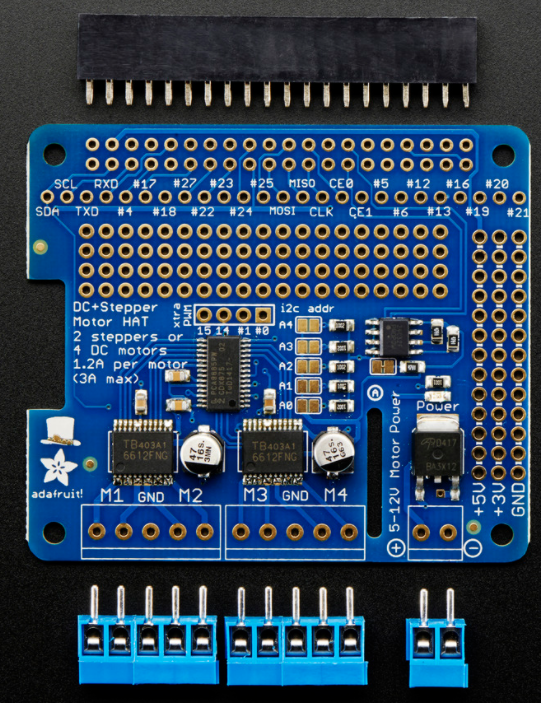 SCL RXD #17 #27 #23 #25 MISO CE0 #5 #12 #16 #20
SDA TXD #4 #18 #22 #24 MOSI CLK CE1 #6 #13 #19 #21
DC+Stepper
Motor HAT
2 steppers or
4 DC motors
1.2A per motor
(3A max)
xtra
PWM
15 14 #1 #0
i2c addr
A4
A3
A2
A1
A0
PCA9685PW
TB403A1
6612FNG
47
16S
3MN
TB403A1
6612FNG
47
16S
Power
5-12V Motor Power
+
-
adafruit!
M1 GND M2
M3 GND M4
+5V
+3V
GND